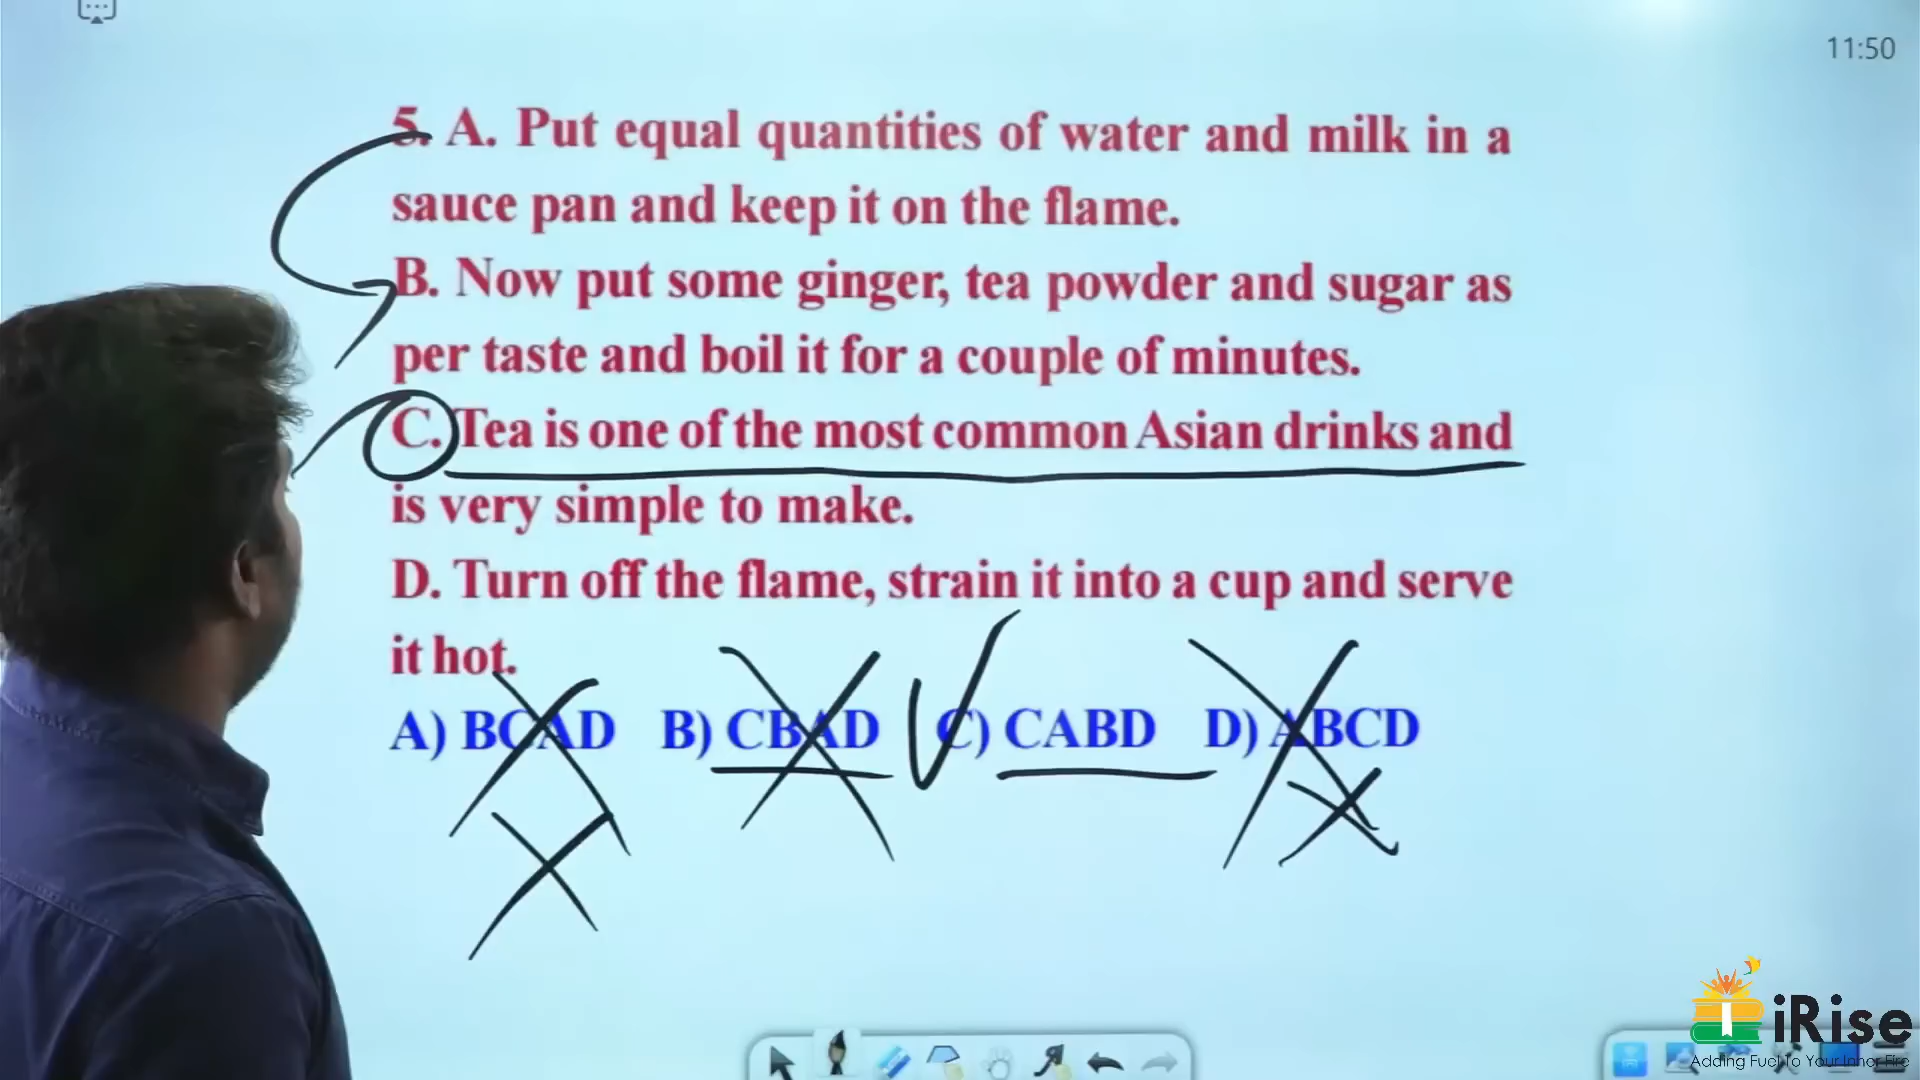 11:50
5. A. Put equal quantities of water and milk in a
sauce pan and keep it on the flame.
B. Now put some ginger, tea powder and sugar as
per taste and boil it for a couple of minutes.
C. Tea is one of the most common Asian drinks and
is very simple to make.
D. Turn off the flame, strain it into a cup and serve
it hot.
A) BCAD B) CBAD C) CABD D) ABCD
iRise
Adding Fuel To Your Inner Fire